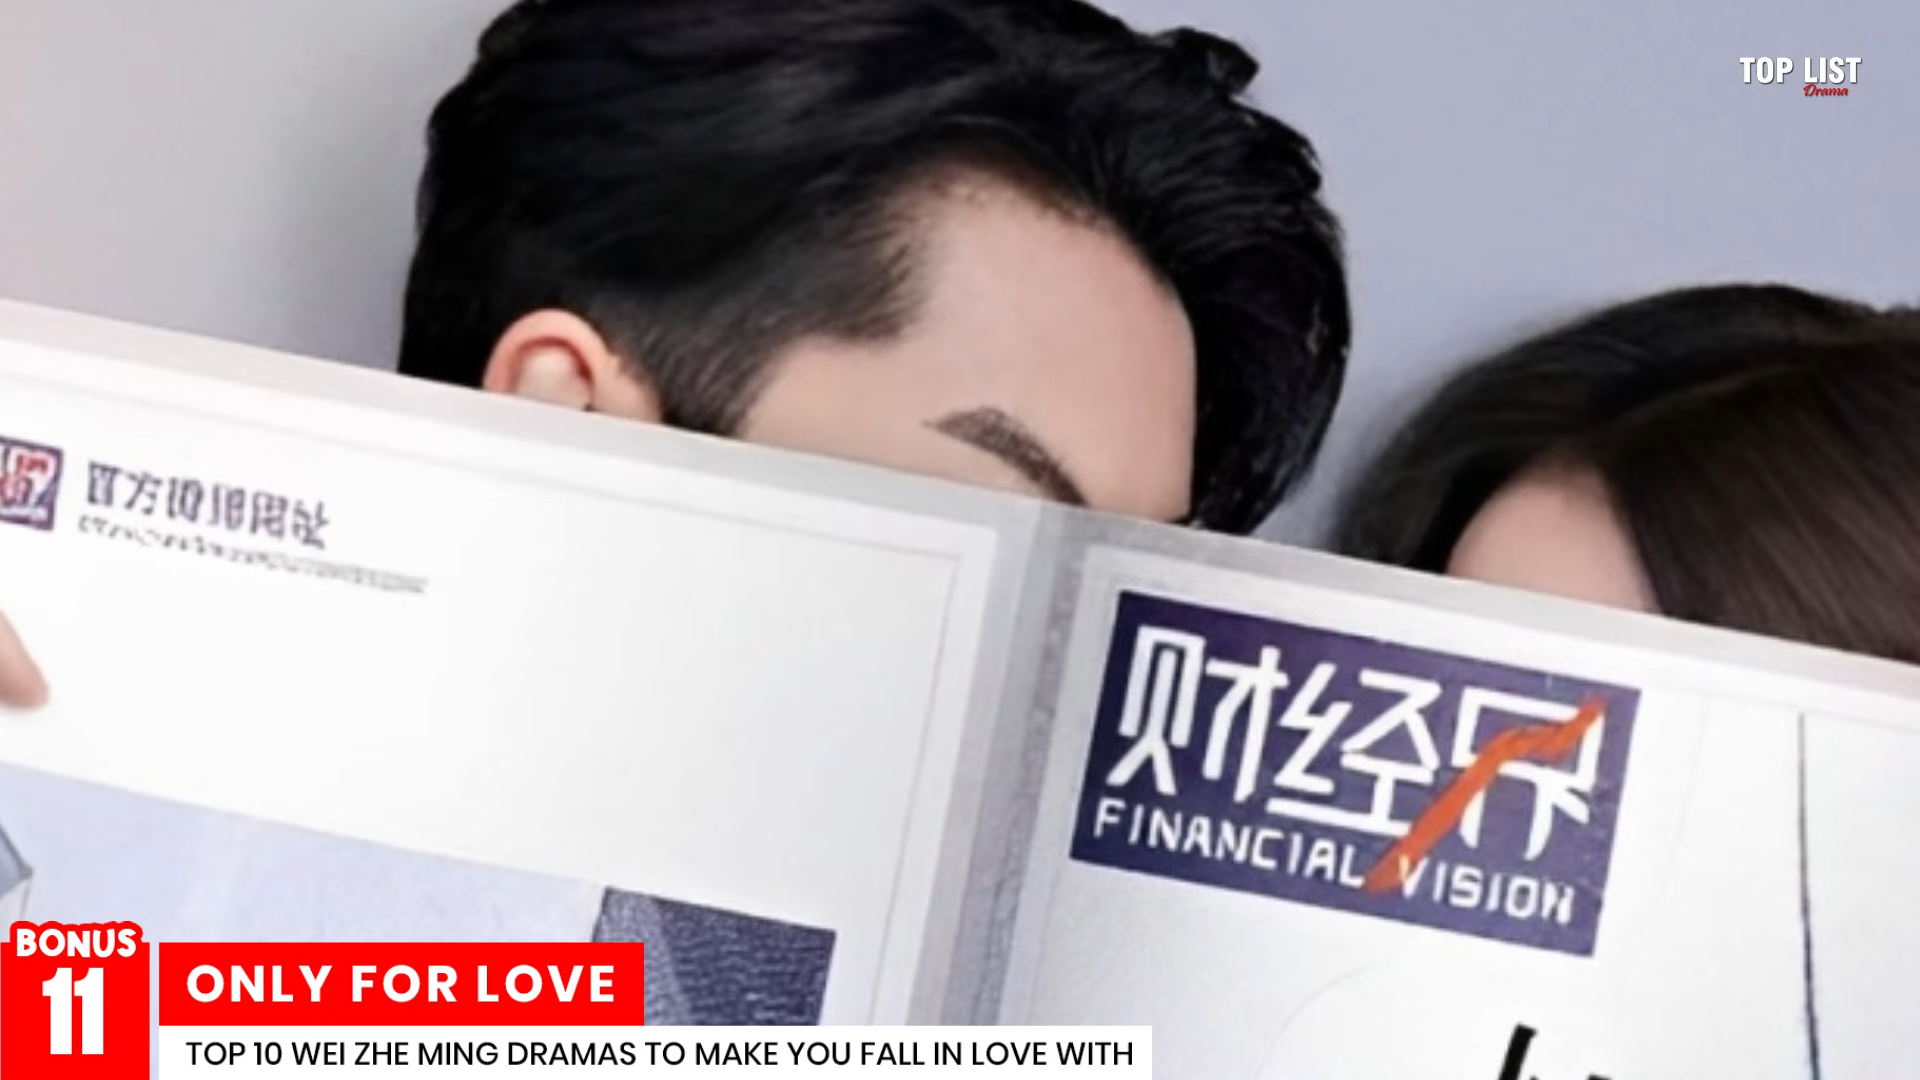 TOP LIST
Drama
财经界
FINANCIAL VISION
BONUS
11
ONLY FOR LOVE
TOP 10 WEI ZHE MING DRAMAS TO MAKE YOU FALL IN LOVE WITH